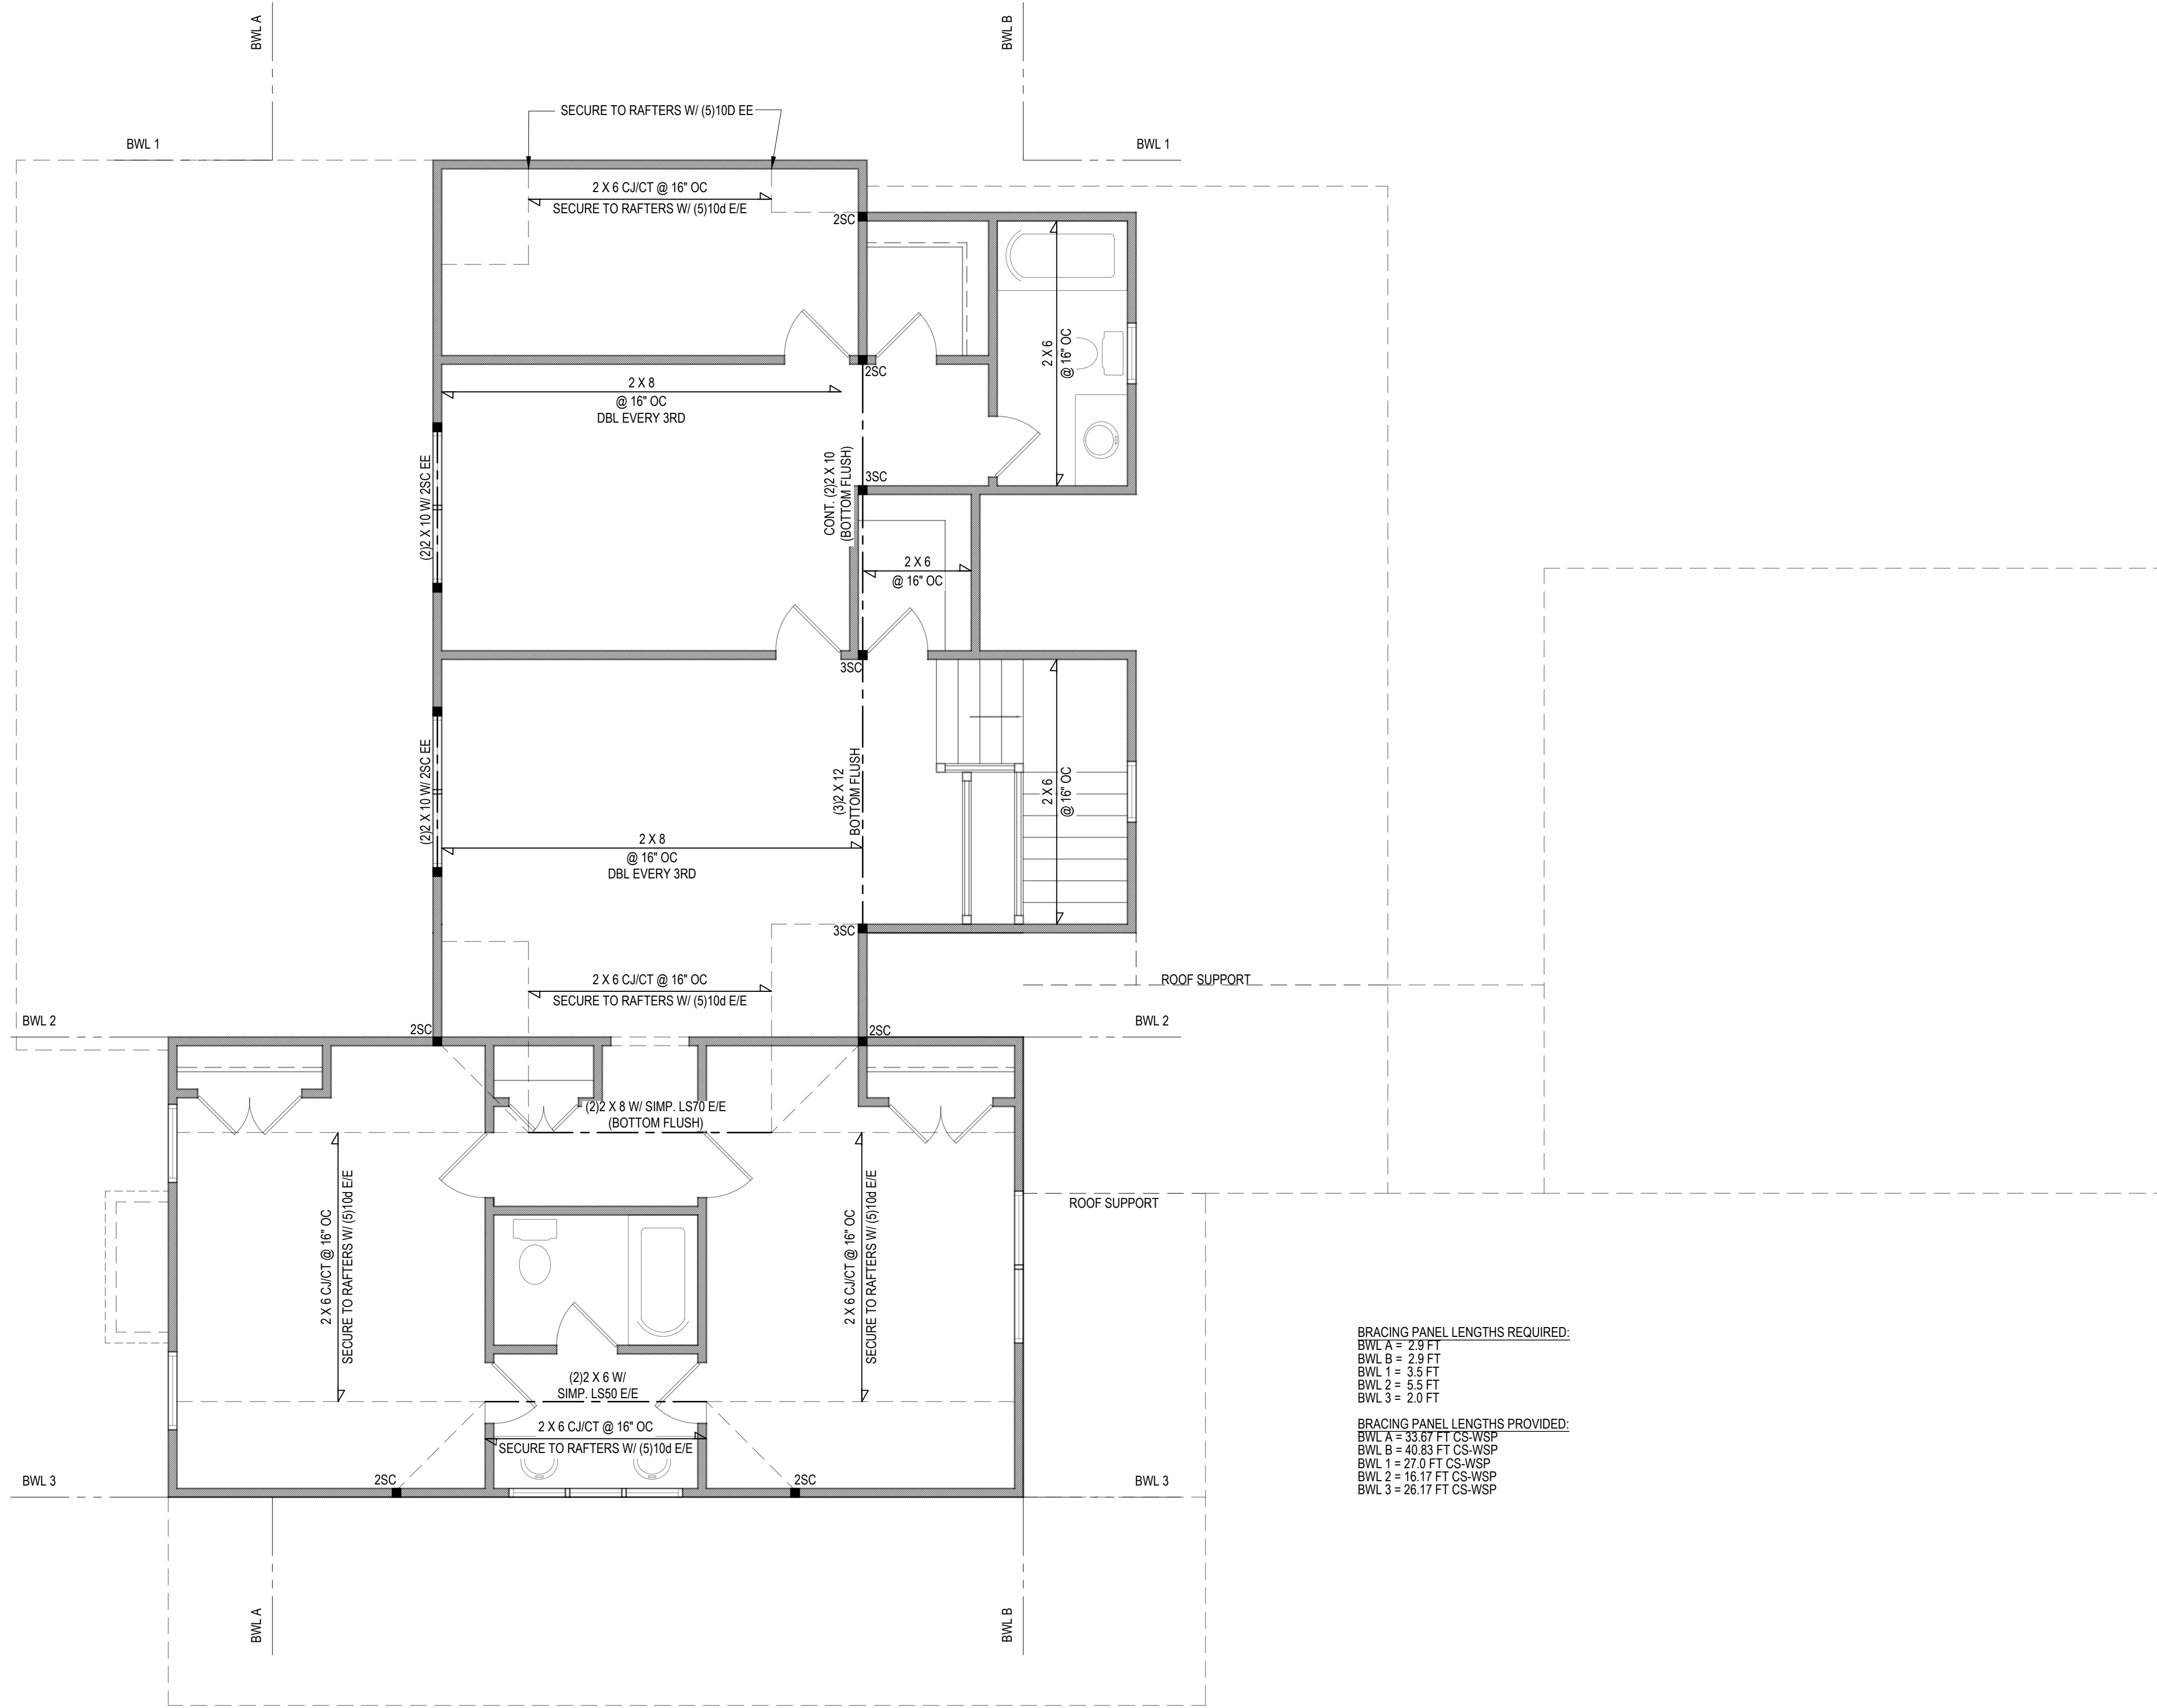 BWL A
BWL B
SECURE TO RAFTERS W/ (5)10D EE
BWL 1
BWL 1
2 X 6 CJ/CT @ 16" OC
SECURE TO RAFTERS W/ (5)10d E/E
2SC
2 X 6
@ 16" OC
2SC
2 X 8
@ 16" OC
DBL EVERY 3RD
(2)2 X 10 W/ 2SC EE
CONT. (2)2 X 10
(BOTTOM FLUSH)
3SC
2 X 6
@ 16" OC
3SC
(2)2 X 10 W/ 2SC EE
(3)2 X 12
BOTTOM FLUSH
2 X 6
@ 16" OC
2 X 8
@ 16" OC
DBL EVERY 3RD
3SC
2 X 6 CJ/CT @ 16" OC
SECURE TO RAFTERS W/ (5)10d E/E
ROOF SUPPORT
BWL 2
2SC
2SC
BWL 2
(2)2 X 8 W/ SIMP. LS70 E/E
(BOTTOM FLUSH)
2 X 6 CJ/CT @ 16" OC
SECURE TO RAFTERS W/ (5)10d E/E
2 X 6 CJ/CT @ 16" OC
SECURE TO RAFTERS W/ (5)10d E/E
ROOF SUPPORT
(2)2 X 6 W/
SIMP. LS50 E/E
2 X 6 CJ/CT @ 16" OC
SECURE TO RAFTERS W/ (5)10d E/E
BWL 3
2SC
2SC
BWL 3
BWL A
BWL B
BRACING PANEL LENGTHS REQUIRED:
BWL A = 2.9 FT
BWL B = 2.9 FT
BWL 1 = 3.5 FT
BWL 2 = 5.5 FT
BWL 3 = 2.0 FT
BRACING PANEL LENGTHS PROVIDED:
BWL A = 33.67 FT CS-WSP
BWL B = 40.83 FT CS-WSP
BWL 1 = 27.0 FT CS-WSP
BWL 2 = 16.17 FT CS-WSP
BWL 3 = 26.17 FT CS-WSP